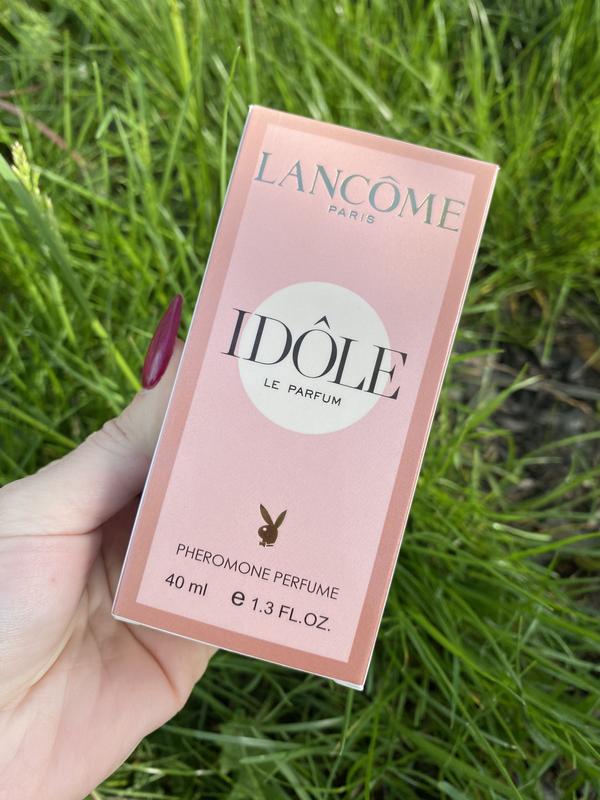 LANCÔME
PARIS
IDÔLE
LE PARFUM
PHEROMONE PERFUME
40 ml ℮ 1.3 FL.OZ.